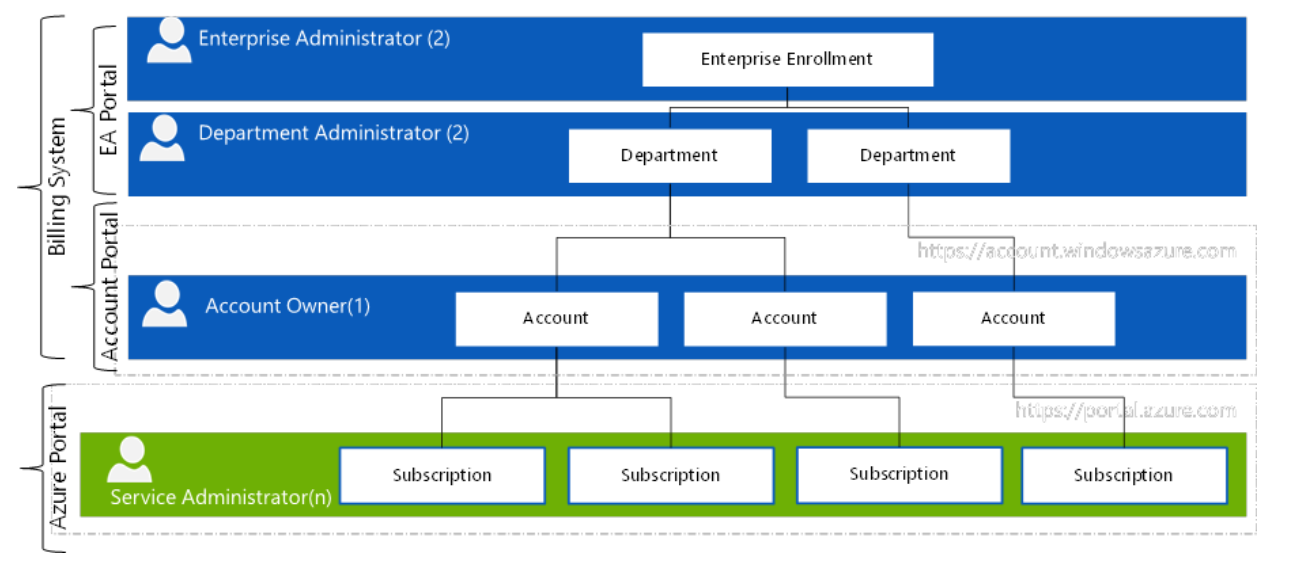 Billing System
EA Portal
Enterprise Administrator (2)
Enterprise Enrollment
Department Administrator (2)
Department
Department
Account Portal
https://account.windowsazure.com
Account Owner(1)
Account
Account
Account
Azure Portal
https://portal.azure.com
Service Administrator(n)
Subscription
Subscription
Subscription
Subscription